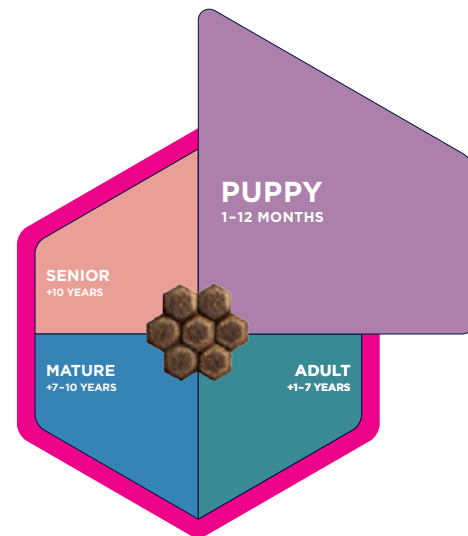 PUPPY
1–12 MONTHS
SENIOR
+10 YEARS
MATURE
+7–10 YEARS
ADULT
+1–7 YEARS